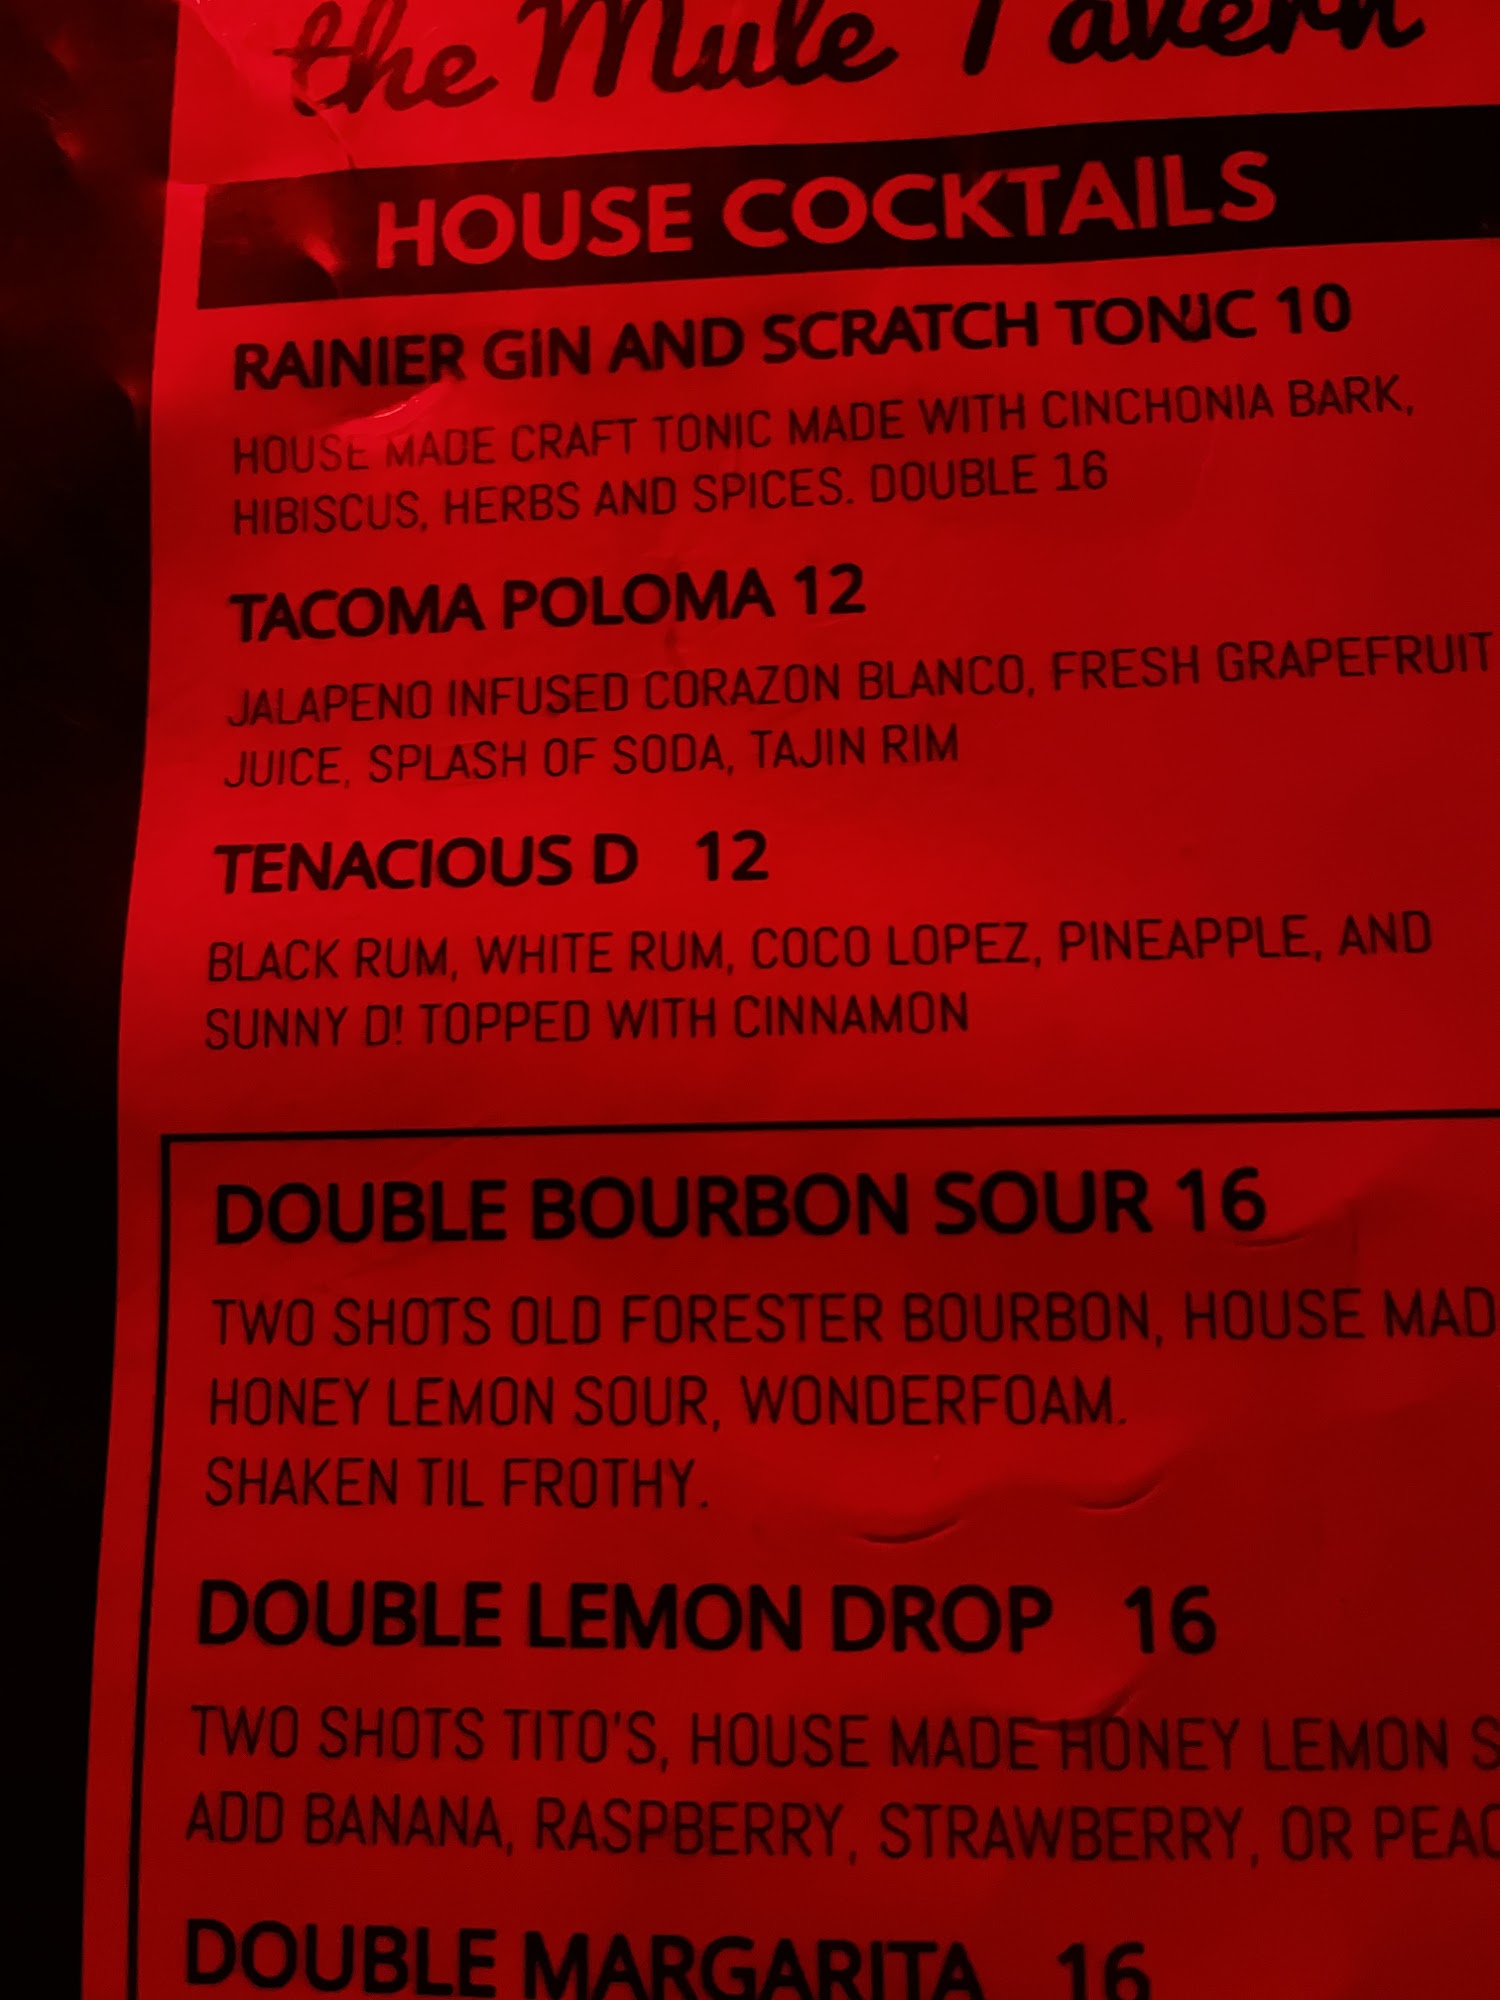 the Mule Tavern
HOUSE COCKTAILS
RAINIER GIN AND SCRATCH TONIC 10
HOUSE MADE CRAFT TONIC MADE WITH CINCHONIA BARK,
HIBISCUS, HERBS AND SPICES. DOUBLE 16
TACOMA POLOMA 12
JALAPENO INFUSED CORAZON BLANCO, FRESH GRAPEFRUIT
JUICE, SPLASH OF SODA, TAJIN RIM
TENACIOUS D 12
BLACK RUM, WHITE RUM, COCO LOPEZ, PINEAPPLE, AND
SUNNY D! TOPPED WITH CINNAMON
DOUBLE BOURBON SOUR 16
TWO SHOTS OLD FORESTER BOURBON, HOUSE MAD
HONEY LEMON SOUR, WONDERFOAM.
SHAKEN TIL FROTHY.
DOUBLE LEMON DROP 16
TWO SHOTS TITO'S, HOUSE MADE HONEY LEMON S
ADD BANANA, RASPBERRY, STRAWBERRY, OR PEAC
DOUBLE MARGARITA 16